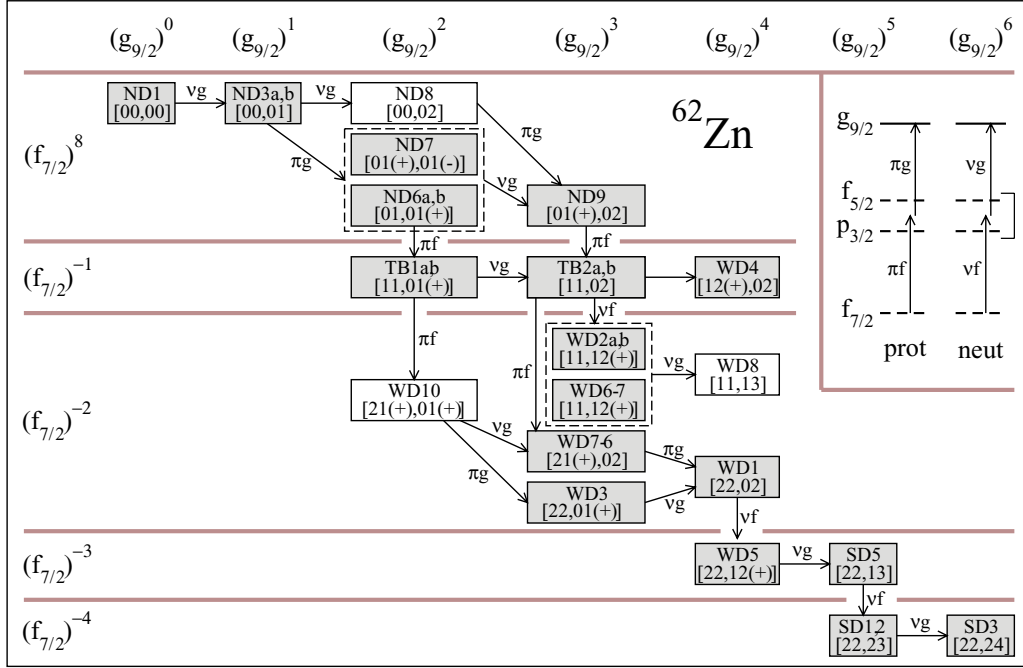 (g9/2)^0 (g9/2)^1 (g9/2)^2 (g9/2)^3 (g9/2)^4 (g9/2)^5 (g9/2)^6
(f7/2)^8
ND1
[00,00]
νg
ND3a,b
[00,01]
νg
ND8
[00,02]
πg
ND7
[01(+),01(-)]
πg
νg
ND6a,b
[01,01(+)]
ND9
[01(+),02]
πf
πf
62Zn
g9/2
πg
νg
f5/2
p3/2
πf
νf
f7/2
prot
neut
(f7/2)^−1
TB1a,b
[11,01(+)]
νg
TB2a,b
[11,02]
WD4
[12(+),02]
πf
πf
νf
(f7/2)^−2
WD2a,b
[11,12(+)]
WD6-7
[11,12(+)]
νg
WD8
[11,13]
WD10
[21(+),01(+)]
νg
πg
WD7-6
[21(+),02]
πg
WD3
[22,01(+)]
νg
WD1
[22,02]
νf
(f7/2)^−3
WD5
[22,12(+)]
νg
SD5
[22,13]
νf
(f7/2)^−4
SD1,2
[22,23]
νg
SD3
[22,24]